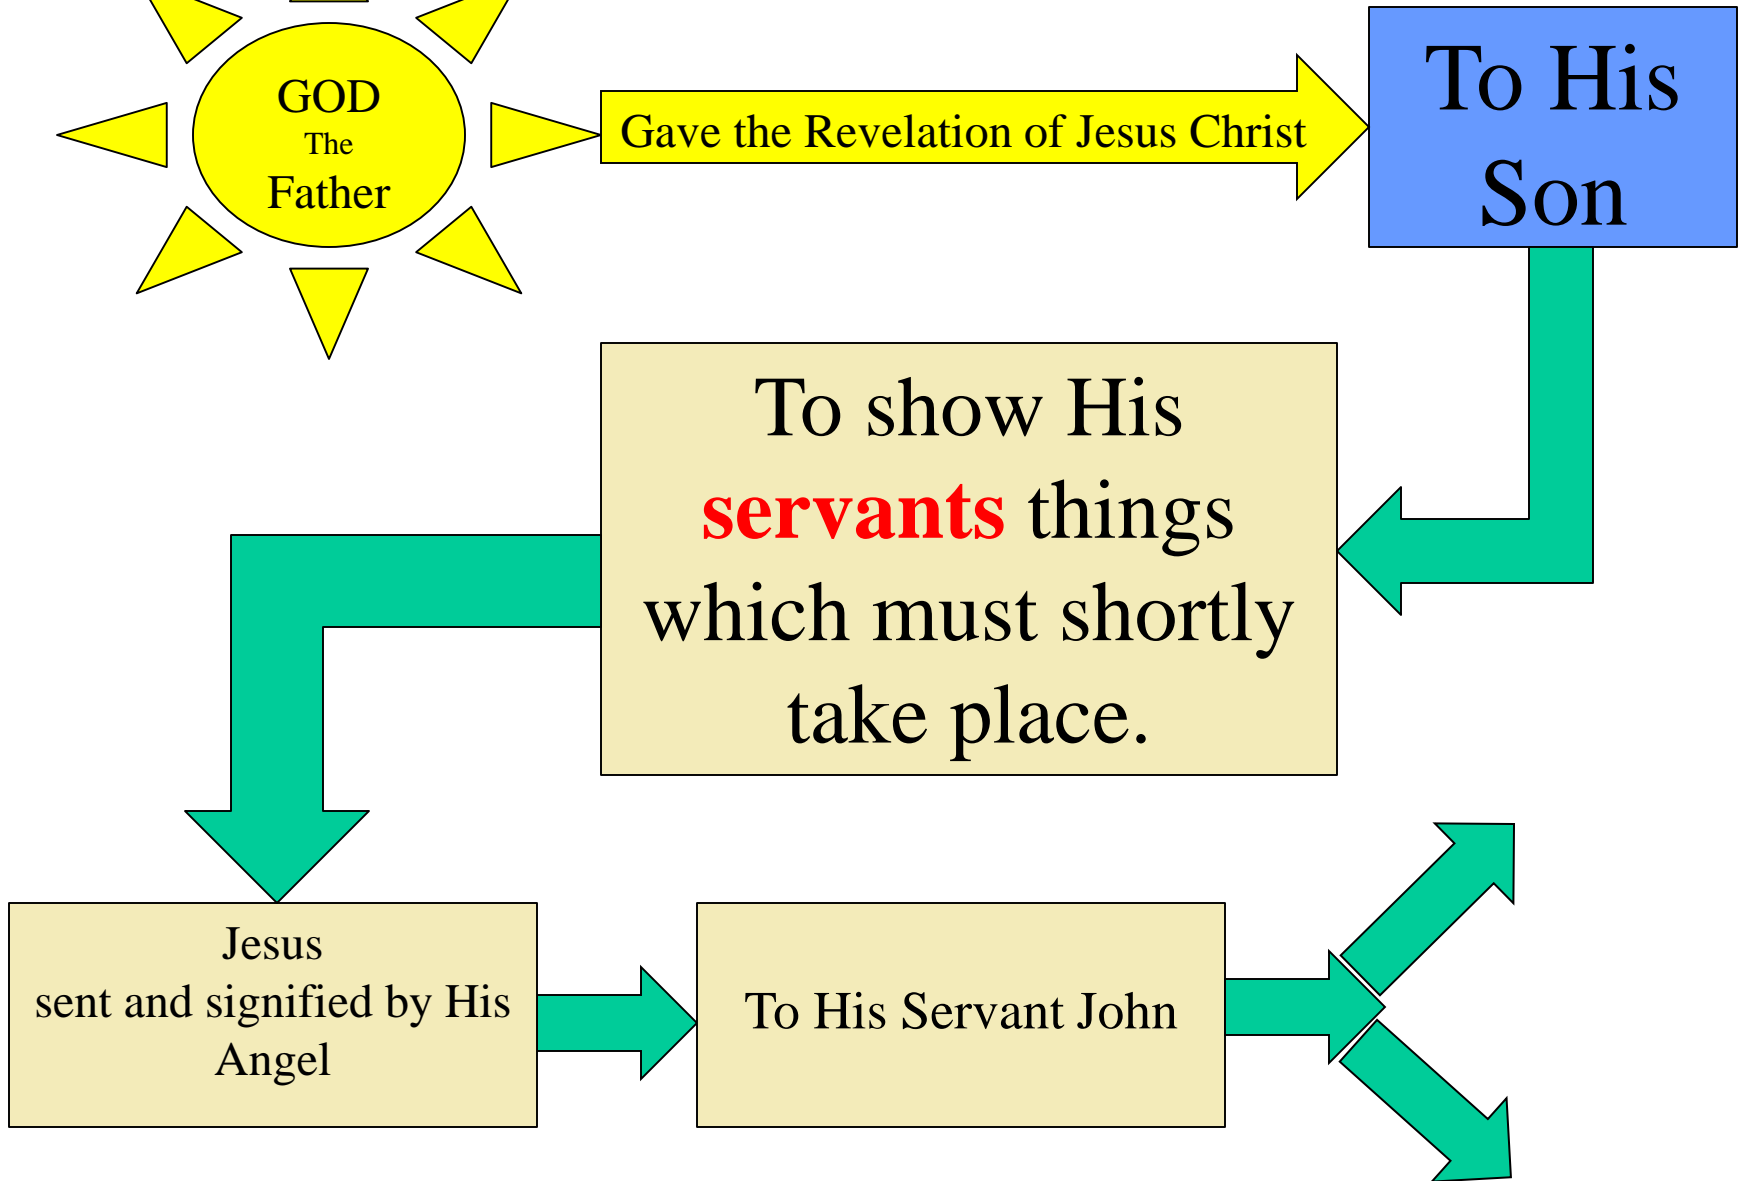 GOD
The
Father
Gave the Revelation of Jesus Christ
To His
Son
To show His
servants things
which must shortly
take place.
Jesus
sent and signified by His
Angel
To His Servant John